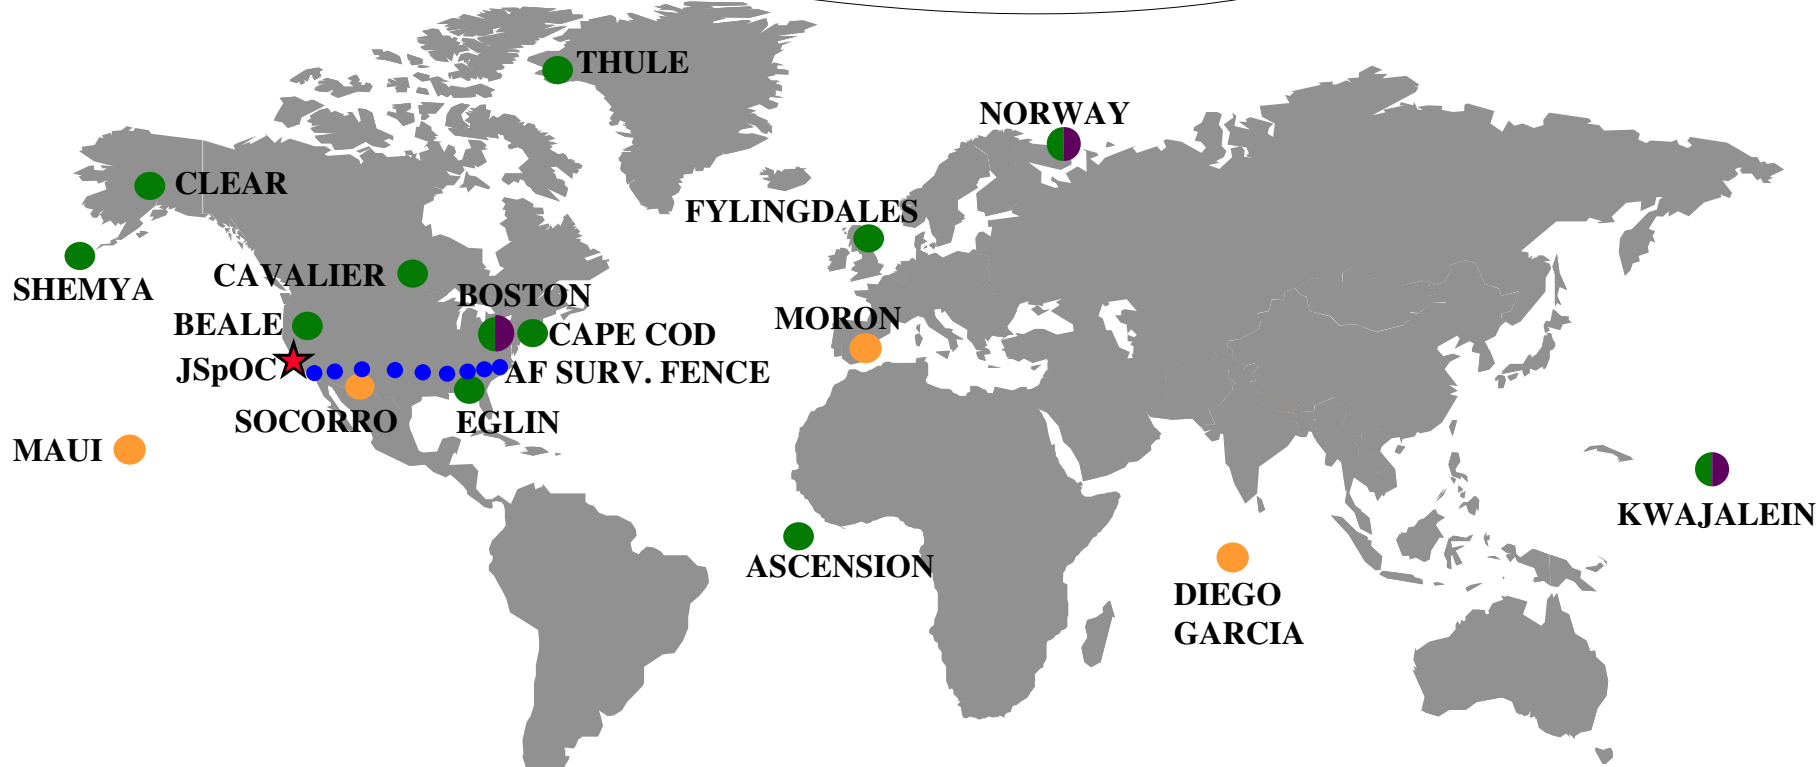 THULE
NORWAY
CLEAR
FYLINGDALES
CAVALIER
SHEMYA
BOSTON
BEALE
MORON
CAPE COD
JSpOC
AF SURV. FENCE
SOCORRO
EGLIN
MAUI
KWAJALEIN
ASCENSION
DIEGO
GARCIA